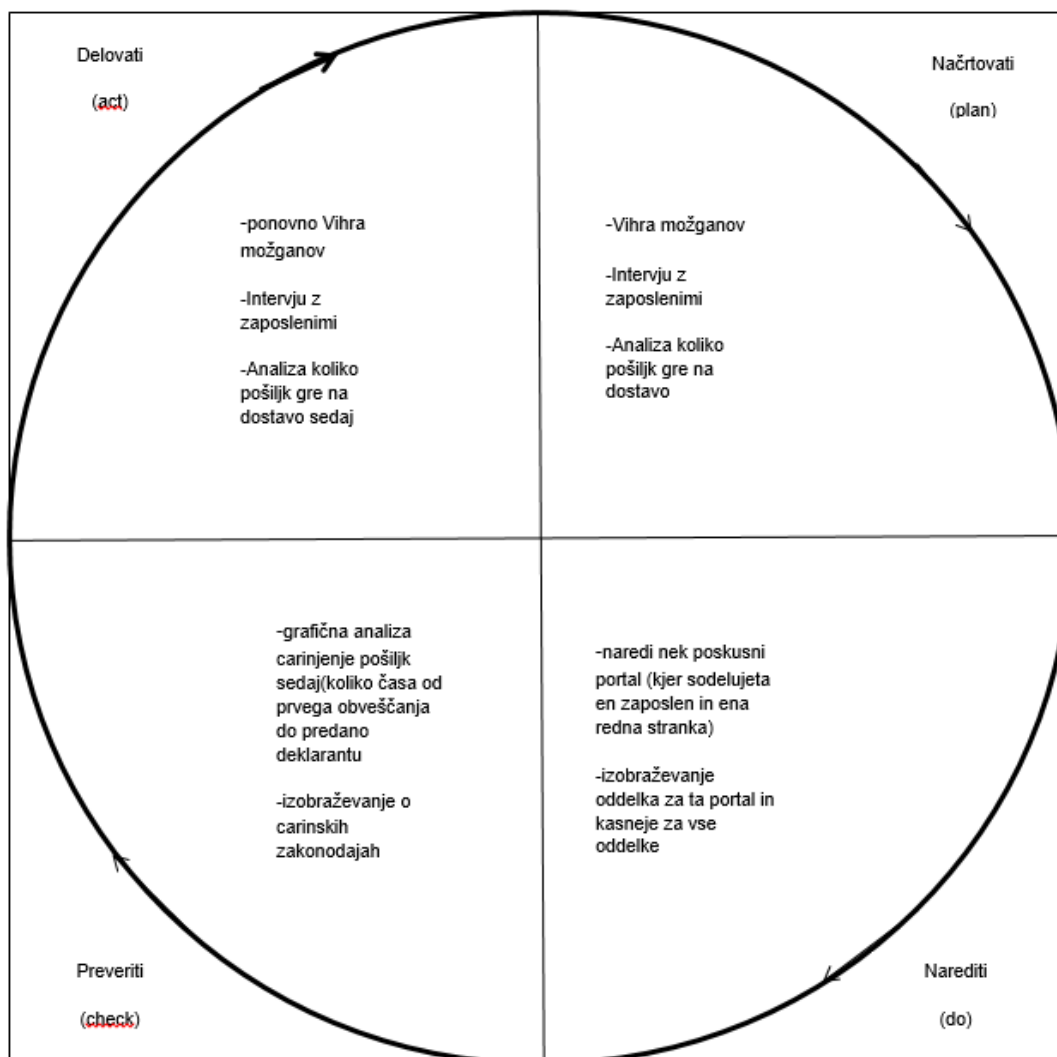 Delovati
(act)
Načrtovati
(plan)
-ponovno Vihra
možganov
-Intervju z
zaposlenimi
-Analiza koliko
pošiljk gre na
dostavo sedaj
-Vihra možganov
-Intervju z
zaposlenimi
-Analiza koliko
pošiljk gre na
dostavo
-grafična analiza
carinjenje pošiljk
sedaj(koliko časa od
prvega obveščanja
do predano
deklarantu
-izobraževanje o
carinskih
zakonodajah
-naredi nek poskusni
portal (kjer sodelujeta
en zaposlen in ena
redna stranka)
-izobraževanje
oddelka za ta portal in
kasneje za vse
oddelke
Preveriti
(check)
Narediti
(do)